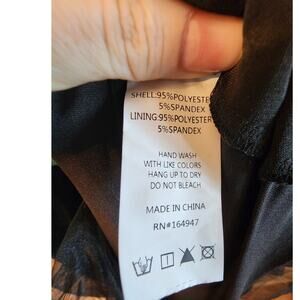 SHELL:95%POLYESTER
5%SPANDEX
LINING:95%POLYESTER
5%SPANDEX
HAND WASH
WITH LIKE COLORS
HANG UP TO DRY
DO NOT BLEACH
MADE IN CHINA
RN#164947